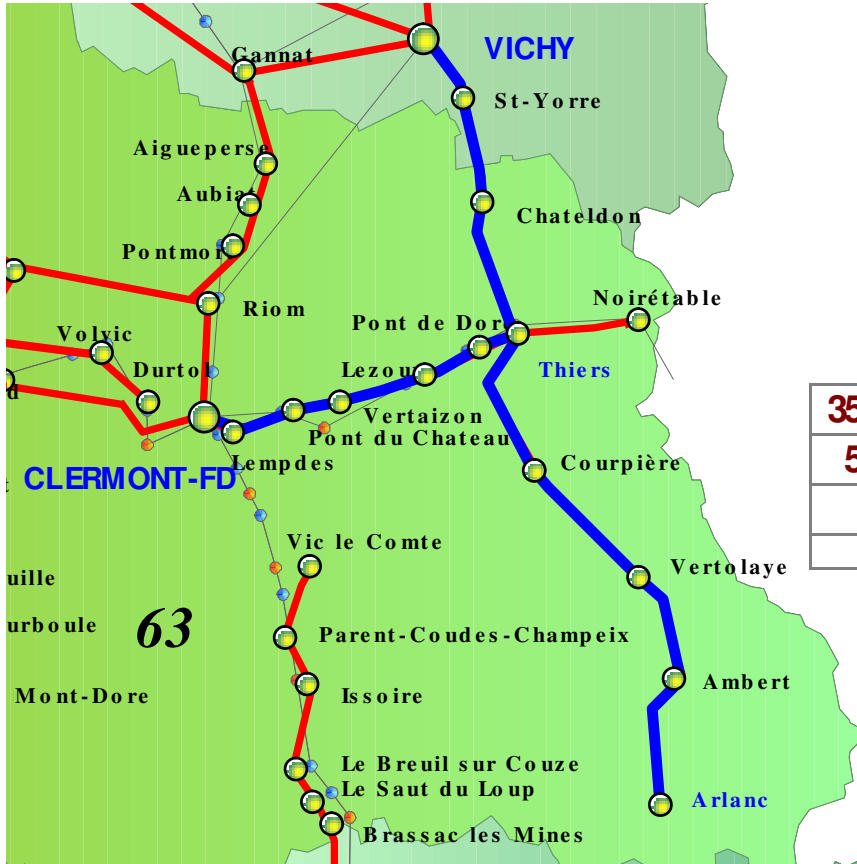 VICHY
Gannat
St-Yorre
Aigueperse
Aubiat
Chateldon
Pontmor
Noirétable
Riom
Pont de Dor
Volvic
Thiers
Durtol
Lezou
d
35
Vertaizon
Pont du Chateau
5
Lempdes
Courpière
CLERMONT-FD
t
Vic le Comte
Vertolaye
uille
63
urboule
Parent-Coudes-Champeix
Ambert
Mont-Dore
Issoire
Le Breuil sur Couze
Le Saut du Loup
Arlanc
Brassac les Mines